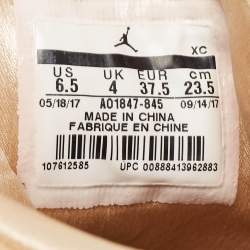 XC
US UK EUR cm
6.5 4 37.5 23.5
05/18/17 AO1847-845 09/14/17
MADE IN CHINA
FABRIQUE EN CHINE
107612585 UPC 00888413962883